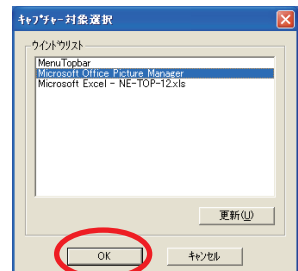 ｷｬﾌﾟﾁｬｰ対象選択
ｳｲﾝﾄﾞｳﾘｽﾄ
MenuTopbar
Microsoft Office Picture Manager
Microsoft Excel - NE-TOP-12.xls
更新(U)
OK
ｷｬﾝｾﾙ